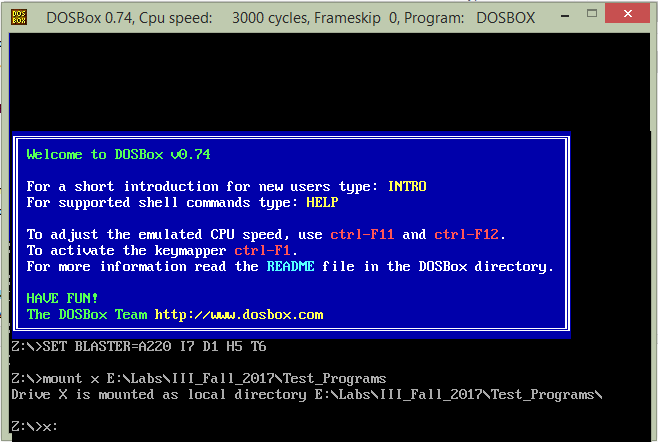 DOS
BOX
DOSBox 0.74, Cpu speed:    3000 cycles, Frameskip  0, Program:   DOSBOX
Welcome to DOSBox v0.74
For a short introduction for new users type: INTRO
For supported shell commands type: HELP
To adjust the emulated CPU speed, use ctrl-F11 and ctrl-F12.
To activate the keymapper ctrl-F1.
For more information read the README file in the DOSBox directory.
HAVE FUN!
The DOSBox Team http://www.dosbox.com
Z:\>SET BLASTER=A220 I7 D1 H5 T6
Z:\>mount x E:\Labs\III_Fall_2017\Test_Programs
Drive X is mounted as local directory E:\Labs\III_Fall_2017\Test_Programs\
Z:\>x: